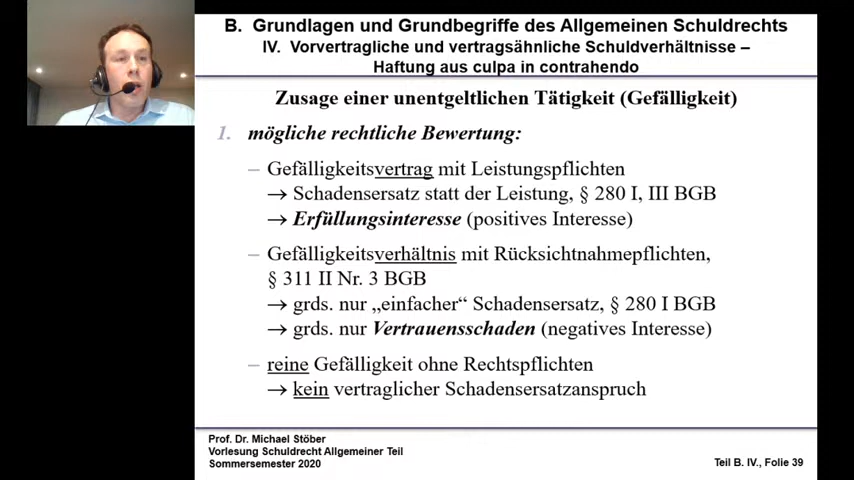 B. Grundlagen und Grundbegriffe des Allgemeinen Schuldrechts
IV. Vorvertragliche und vertragsähnliche Schuldverhältnisse –
Haftung aus culpa in contrahendo
Zusage einer unentgeltlichen Tätigkeit (Gefälligkeit)
1. mögliche rechtliche Bewertung:
– Gefälligkeitsvertrag mit Leistungspflichten
→ Schadensersatz statt der Leistung, § 280 I, III BGB
→ Erfüllungsinteresse (positives Interesse)
– Gefälligkeitsverhältnis mit Rücksichtnahmepflichten,
§ 311 II Nr. 3 BGB
→ grds. nur „einfacher“ Schadensersatz, § 280 I BGB
→ grds. nur Vertrauensschaden (negatives Interesse)
– reine Gefälligkeit ohne Rechtspflichten
→ kein vertraglicher Schadensersatzanspruch
Prof. Dr. Michael Stöber
Vorlesung Schuldrecht Allgemeiner Teil
Sommersemester 2020
Teil B. IV., Folie 39